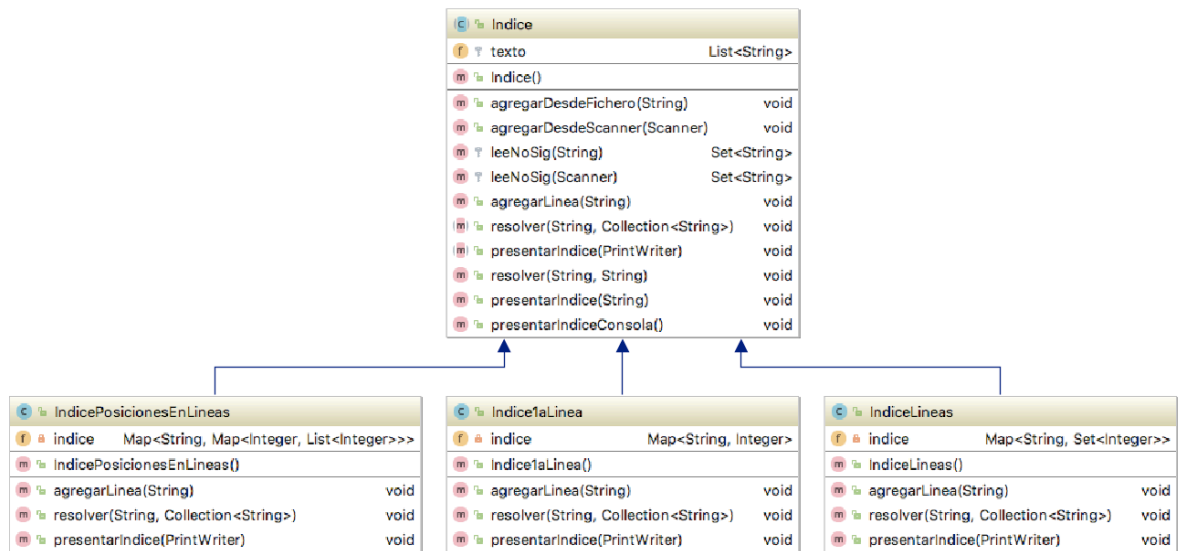 Indice
texto List<String>
Indice()
agregarDesdeFichero(String) void
agregarDesdeScanner(Scanner) void
leeNoSig(String) Set<String>
leeNoSig(Scanner) Set<String>
agregarLinea(String) void
resolver(String, Collection<String>) void
presentarIndice(PrintWriter) void
resolver(String, String) void
presentarIndice(String) void
presentarIndiceConsola() void
IndicePosicionesEnLineas
indice Map<String, Map<Integer, List<Integer>>>
IndicePosicionesEnLineas()
agregarLinea(String) void
resolver(String, Collection<String>) void
presentarIndice(PrintWriter) void
Indice1aLinea
indice Map<String, Integer>
Indice1aLinea()
agregarLinea(String) void
resolver(String, Collection<String>) void
presentarIndice(PrintWriter) void
IndiceLineas
indice Map<String, Set<Integer>>
IndiceLineas()
agregarLinea(String) void
resolver(String, Collection<String>) void
presentarIndice(PrintWriter) void